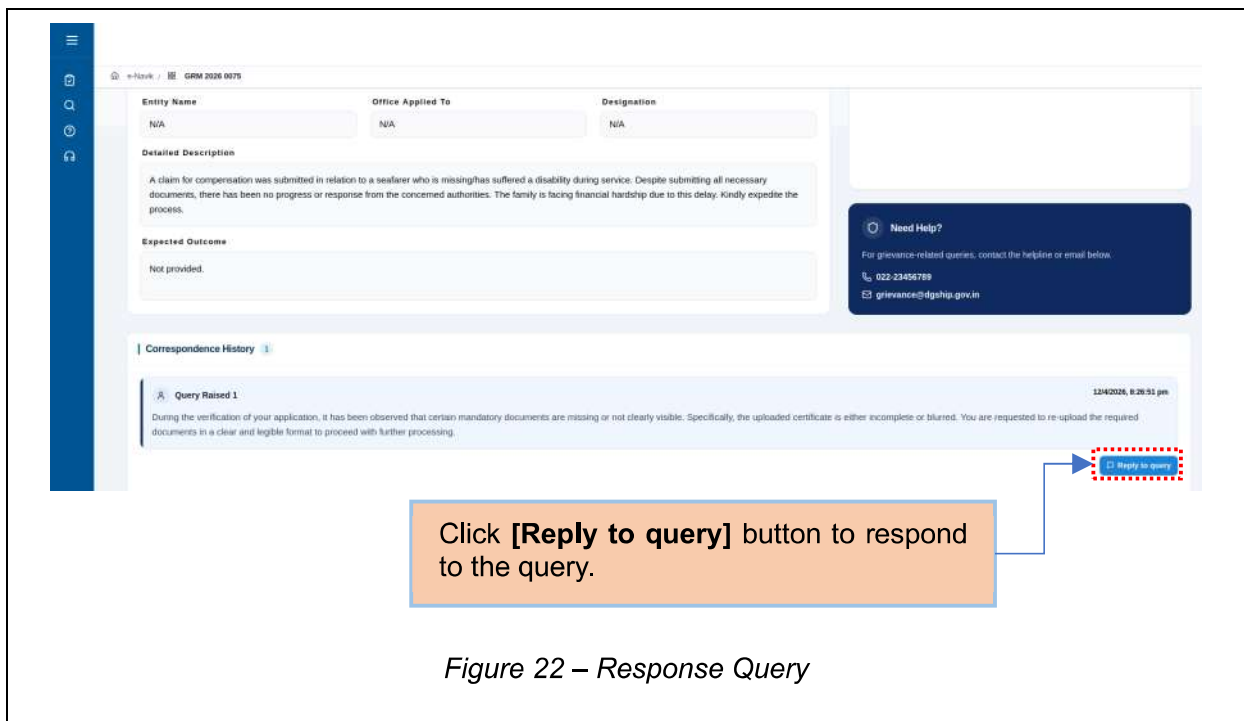 e-Navik / GRM 2026 0075
Entity Name
Office Applied To
Designation
N/A
N/A
N/A
Detailed Description
A claim for compensation was submitted in relation to a seafarer who is missing/has suffered a disability during service. Despite submitting all necessary
documents, there has been no progress or response from the concerned authorities. The family is facing financial hardship due to this delay. Kindly expedite the
process.
Expected Outcome
Not provided.
Need Help?
For grievance-related queries, contact the helpline or email below.
022-23456789
grievance@dgship.gov.in
Correspondence History 1
Query Raised 1
12/4/2026, 8:26:51 pm
During the verification of your application, it has been observed that certain mandatory documents are missing or not clearly visible. Specifically, the uploaded certificate is either incomplete or blurred. You are requested to re-upload the required
documents in a clear and legible format to proceed with further processing.
Reply to query
Click [Reply to query] button to respond
to the query.
Figure 22 – Response Query